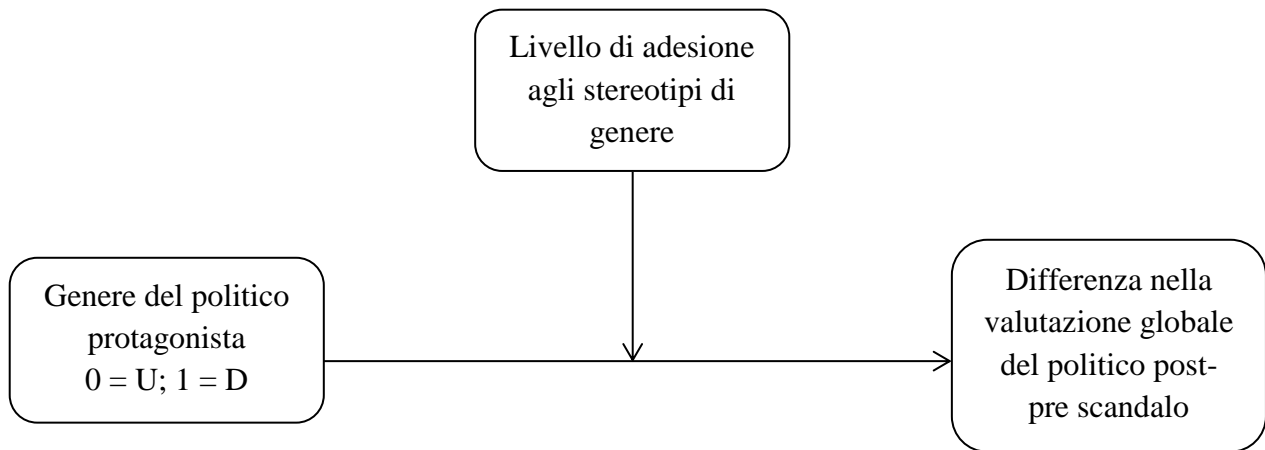 Livello di adesione
agli stereotipi di
genere
Genere del politico
protagonista
0 = U; 1 = D
Differenza nella
valutazione globale
del politico post-
pre scandalo